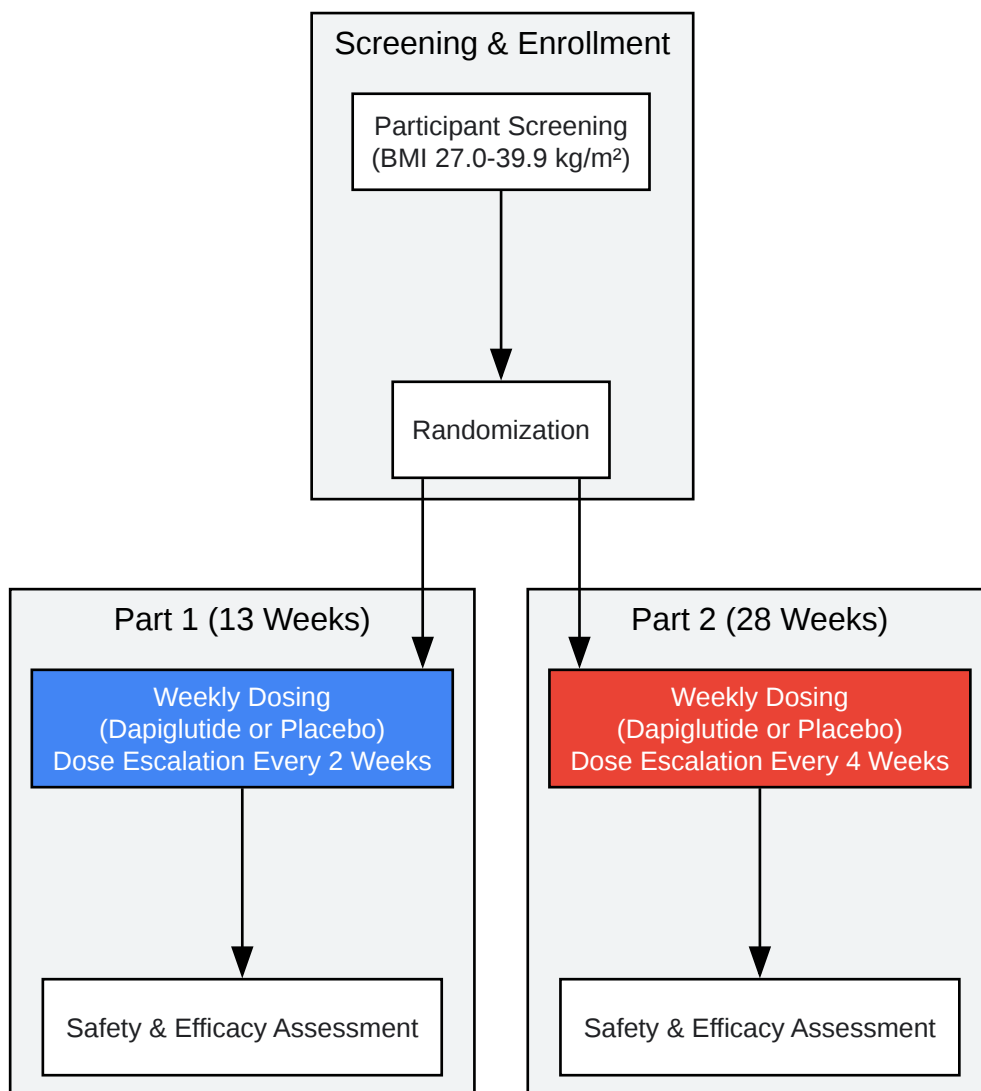 Screening & Enrollment
Participant Screening
(BMI 27.0-39.9 kg/m²)
Randomization
Part 1 (13 Weeks)
Weekly Dosing
(Dapiglutide or Placebo)
Dose Escalation Every 2 Weeks
Safety & Efficacy Assessment
Part 2 (28 Weeks)
Weekly Dosing
(Dapiglutide or Placebo)
Dose Escalation Every 4 Weeks
Safety & Efficacy Assessment